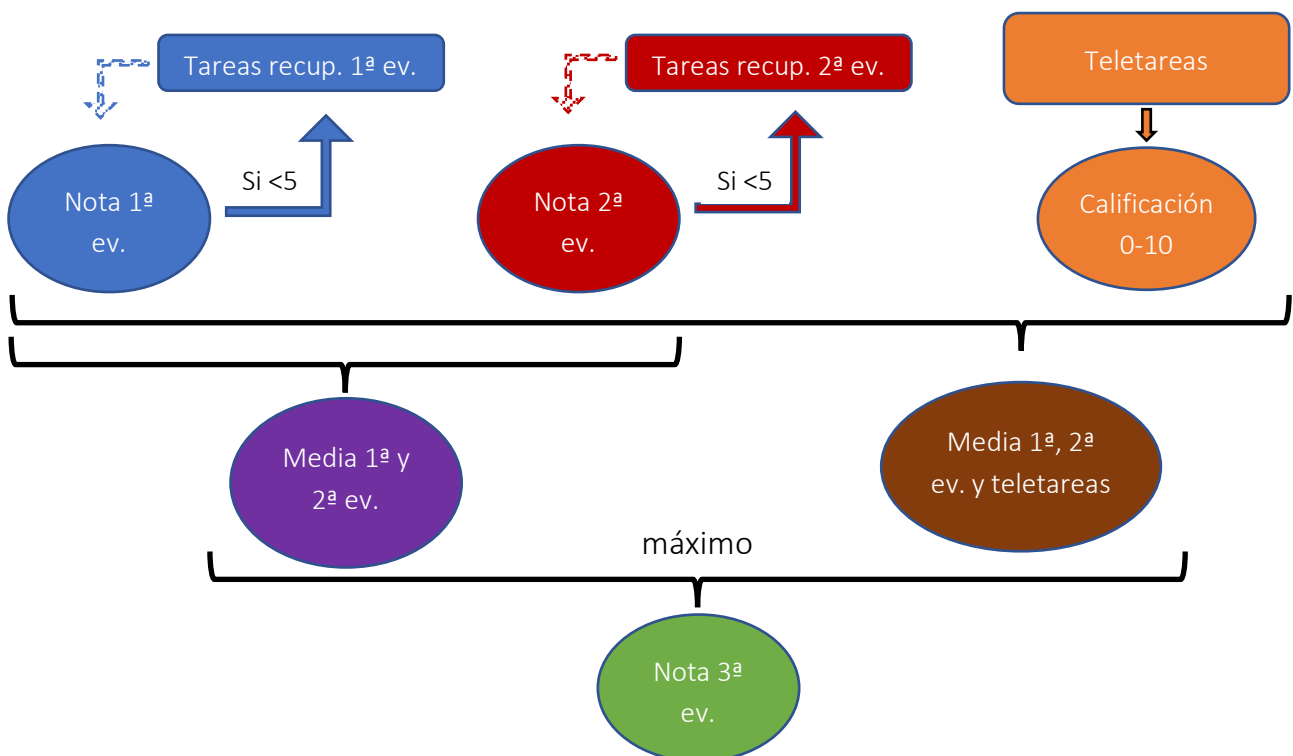 Tareas recup. 1ª ev.
Tareas recup. 2ª ev.
Teletareas
Si <5
Si <5
Nota 1ª
ev.
Nota 2ª
ev.
Calificación
0-10
Media 1ª y
2ª ev.
Media 1ª, 2ª
ev. y teletareas
máximo
Nota 3ª
ev.